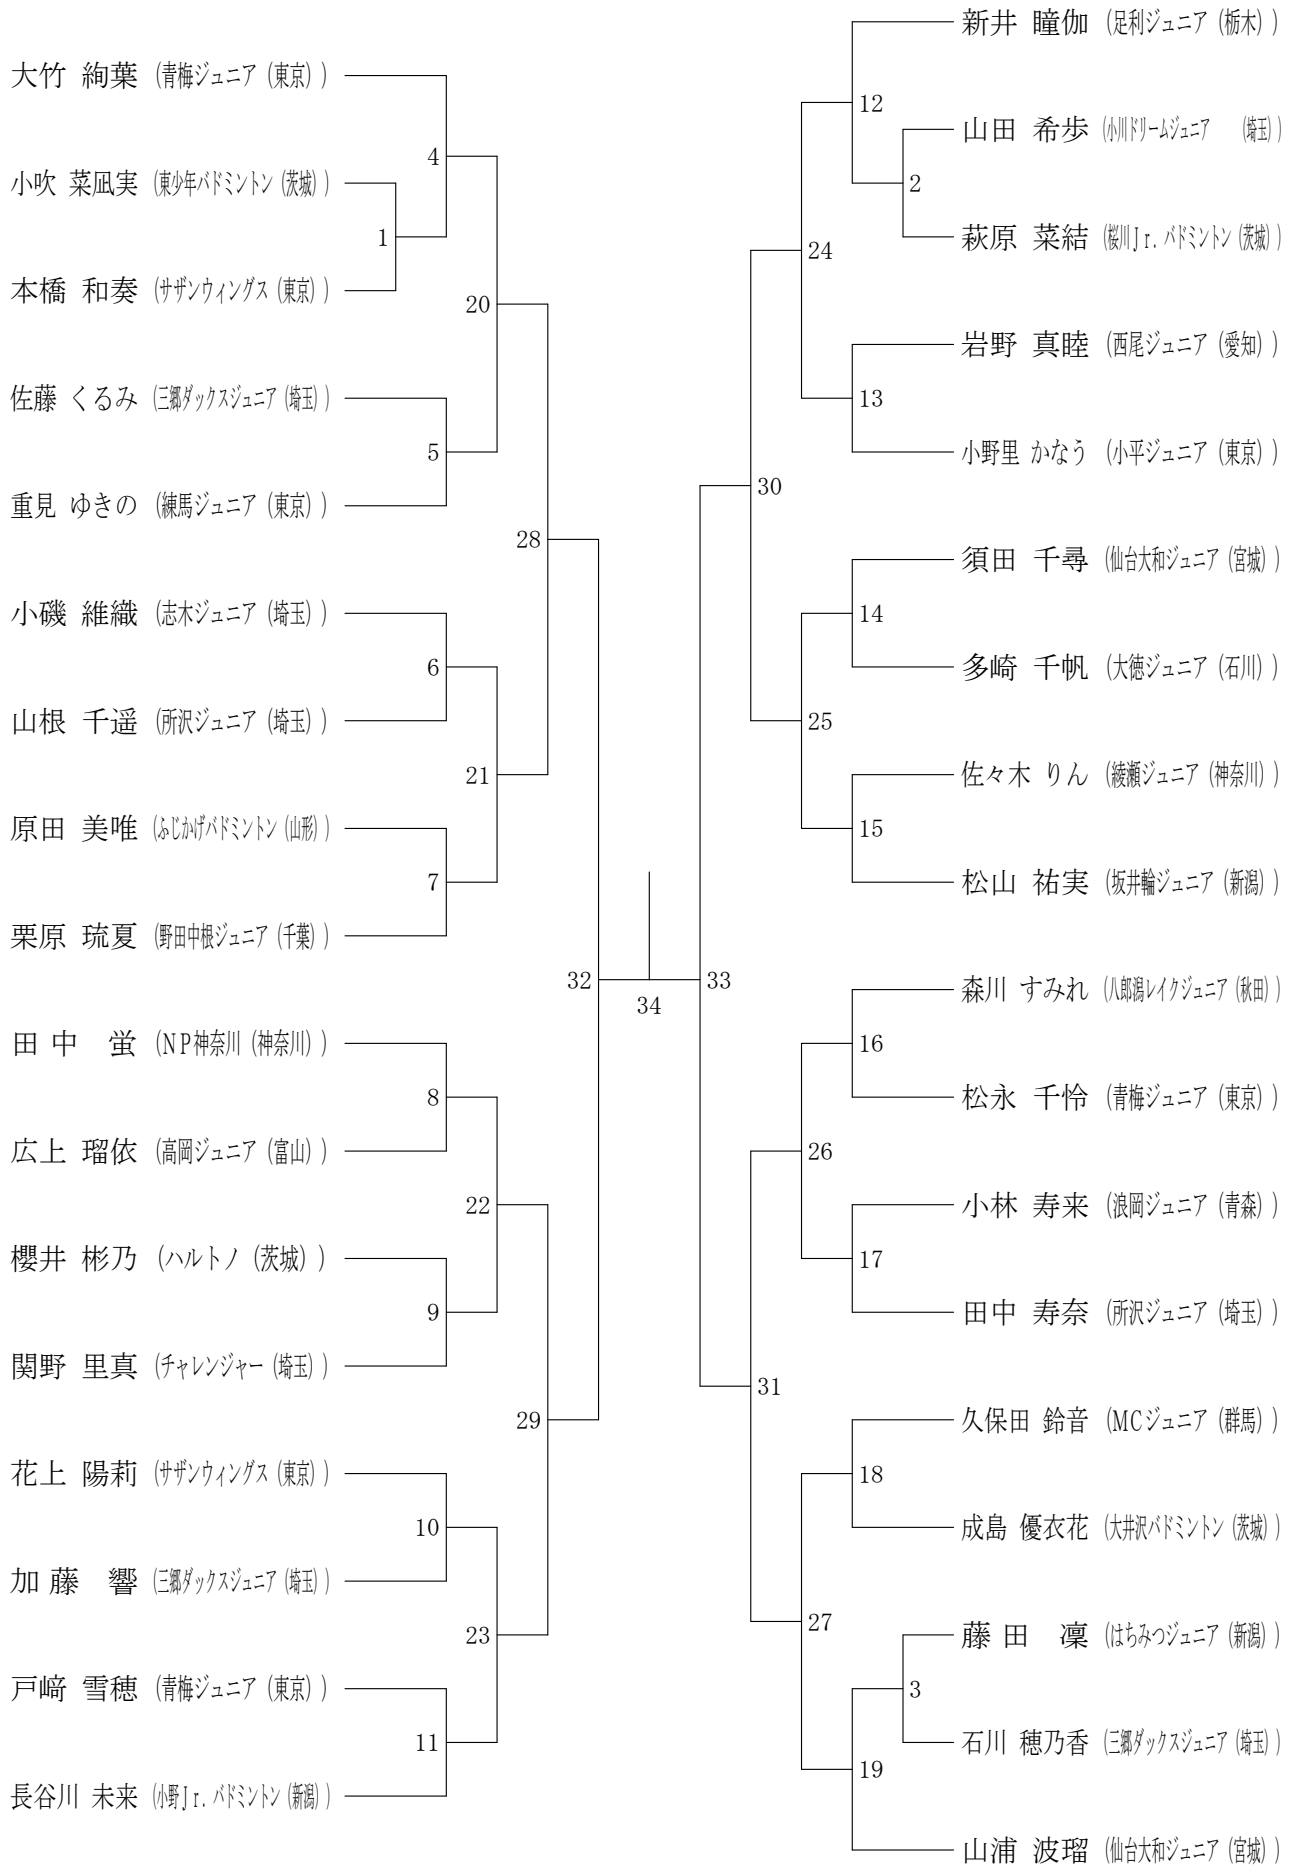 大竹 絢葉 (青梅ジュニア (東京) )
小吹 菜凪実 (東少年バドミントン (茨城) )
本橋 和奏 (サザンウィングス (東京) )
佐藤 くるみ (三郷ダックスジュニア (埼玉) )
重見 ゆきの (練馬ジュニア (東京) )
小磯 維織 (志木ジュニア (埼玉) )
山根 千遥 (所沢ジュニア (埼玉) )
原田 美唯 (ふじかげバドミントン (山形) )
栗原 琉夏 (野田中根ジュニア (千葉) )
田中 蛍 (NP神奈川 (神奈川) )
広上 瑠依 (高岡ジュニア (富山) )
櫻井 彬乃 (ハルトノ (茨城) )
関野 里真 (チャレンジャー (埼玉) )
花上 陽莉 (サザンウィングス (東京) )
加藤 響 (三郷ダックスジュニア (埼玉) )
戸﨑 雪穂 (青梅ジュニア (東京) )
長谷川 未来 (小野Jr. バドミントン (新潟) )
1
4
5
6
7
8
9
10
11
20
21
22
23
28
29
32
34
33
30
31
24
25
26
27
12
2
13
14
15
16
17
18
3
19
新井 瞳伽 (足利ジュニア (栃木) )
山田 希歩 (小川ドリームジュニア (埼玉) )
萩原 菜結 (桜川Jr. バドミントン (茨城) )
岩野 真睦 (西尾ジュニア (愛知) )
小野里 かなう (小平ジュニア (東京) )
須田 千尋 (仙台大和ジュニア (宮城) )
多崎 千帆 (大徳ジュニア (石川) )
佐々木 りん (綾瀬ジュニア (神奈川) )
松山 祐実 (坂井輪ジュニア (新潟) )
森川 すみれ (八郎潟レイクジュニア (秋田) )
松永 千怜 (青梅ジュニア (東京) )
小林 寿来 (浪岡ジュニア (青森) )
田中 寿奈 (所沢ジュニア (埼玉) )
久保田 鈴音 (MCジュニア (群馬) )
成島 優衣花 (大井沢バドミントン (茨城) )
藤田 凜 (はちみつジュニア (新潟) )
石川 穂乃香 (三郷ダックスジュニア (埼玉) )
山浦 波瑠 (仙台大和ジュニア (宮城) )